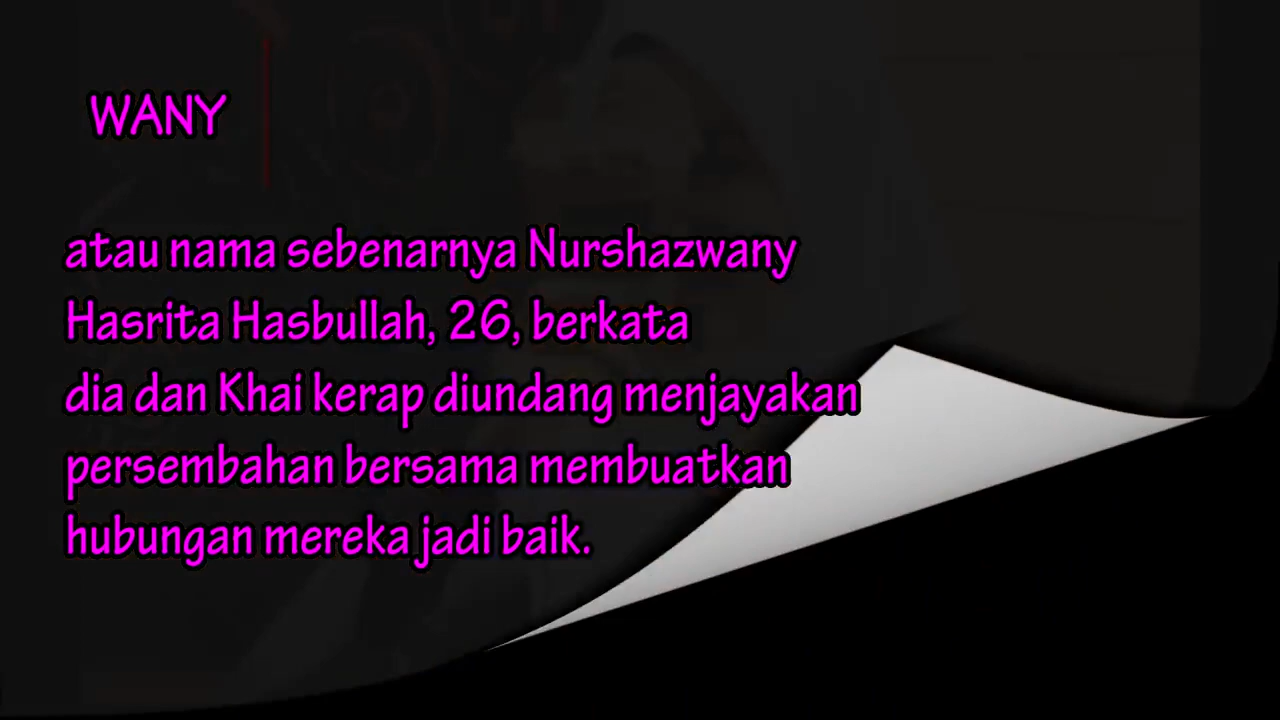 WANY
atau nama sebenarnya Nurshazwany
Hasrita Hasbullah, 26, berkata
dia dan Khai kerap diundang menjayakan
persembahan bersama membuatkan
hubungan mereka jadi baik.